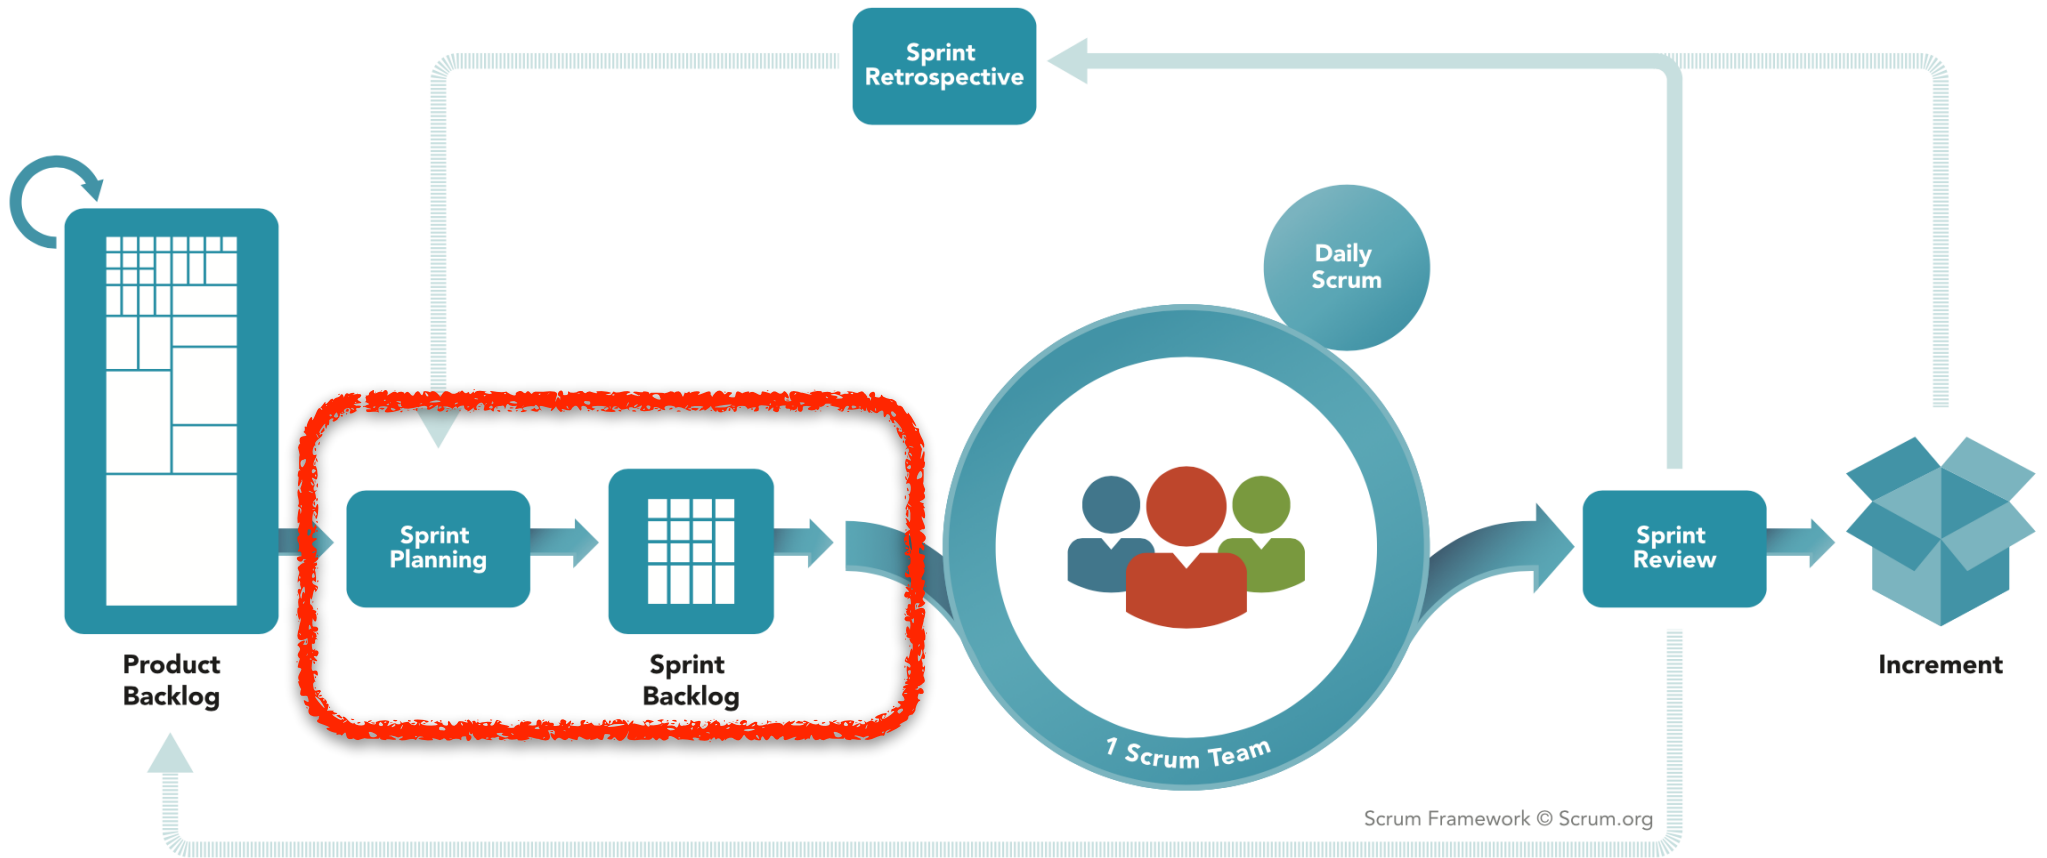 Sprint
Retrospective
Daily
Scrum
Sprint
Planning
Sprint
Review
Product
Backlog
Sprint
Backlog
Increment
1 Scrum Team
Scrum Framework © Scrum.org